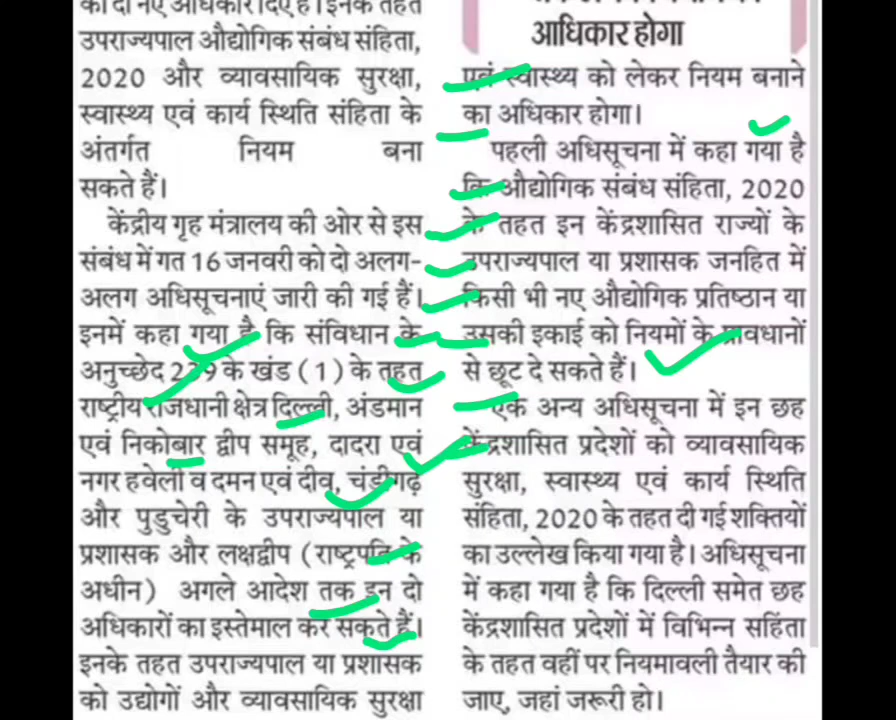 का दो नए अधिकार दिए हैं। इनके तहत
उपराज्यपाल औद्योगिक संबंध संहिता,
2020 और व्यावसायिक सुरक्षा,
स्वास्थ्य एवं कार्य स्थिति संहिता के
अंतर्गत नियम बना
सकते हैं।
केंद्रीय गृह मंत्रालय की ओर से इस
संबंध में गत 16 जनवरी को दो अलग-
अलग अधिसूचनाएं जारी की गई हैं।
इनमें कहा गया है कि संविधान के
अनुच्छेद 239 के खंड (1) के तहत
राष्ट्रीय राजधानी क्षेत्र दिल्ली, अंडमान
एवं निकोबार द्वीप समूह, दादरा एवं
नगर हवेली व दमन एवं दीव, चंडीगढ़
और पुडुचेरी के उपराज्यपाल या
प्रशासक और लक्षद्वीप (राष्ट्रपति के
अधीन) अगले आदेश तक इन दो
अधिकारों का इस्तेमाल कर सकते हैं।
इनके तहत उपराज्यपाल या प्रशासक
को उद्योगों और व्यावसायिक सुरक्षा
अधिकार होगा
एवं स्वास्थ्य को लेकर नियम बनाने
का अधिकार होगा।
पहली अधिसूचना में कहा गया है
कि औद्योगिक संबंध संहिता, 2020
के तहत इन केंद्रशासित राज्यों के
उपराज्यपाल या प्रशासक जनहित में
किसी भी नए औद्योगिक प्रतिष्ठान या
उसकी इकाई को नियमों के प्रावधानों
से छूट दे सकते हैं।
एक अन्य अधिसूचना में इन छह
केंद्रशासित प्रदेशों को व्यावसायिक
सुरक्षा, स्वास्थ्य एवं कार्य स्थिति
संहिता, 2020 के तहत दी गई शक्तियों
का उल्लेख किया गया है। अधिसूचना
में कहा गया है कि दिल्ली समेत छह
केंद्रशासित प्रदेशों में विभिन्न सहिंता
के तहत वहीं पर नियमावली तैयार की
जाए, जहां जरूरी हो।